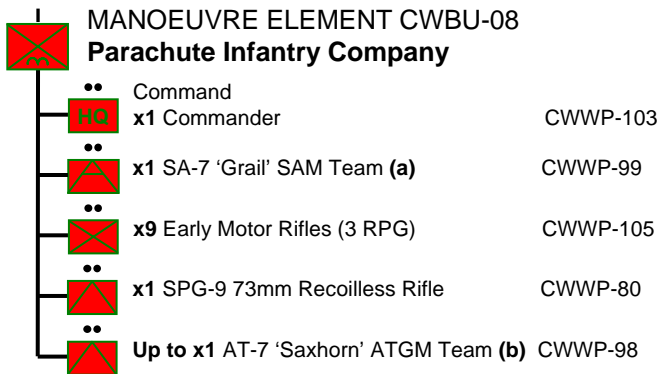 MANOEUVRE ELEMENT CWBU-08
Parachute Infantry Company
Command
HQ x1 Commander CWWP-103
x1 SA-7 ‘Grail’ SAM Team (a) CWWP-99
x9 Early Motor Rifles (3 RPG) CWWP-105
x1 SPG-9 73mm Recoilless Rifle CWWP-80
Up to x1 AT-7 ‘Saxhorn’ ATGM Team (b) CWWP-98